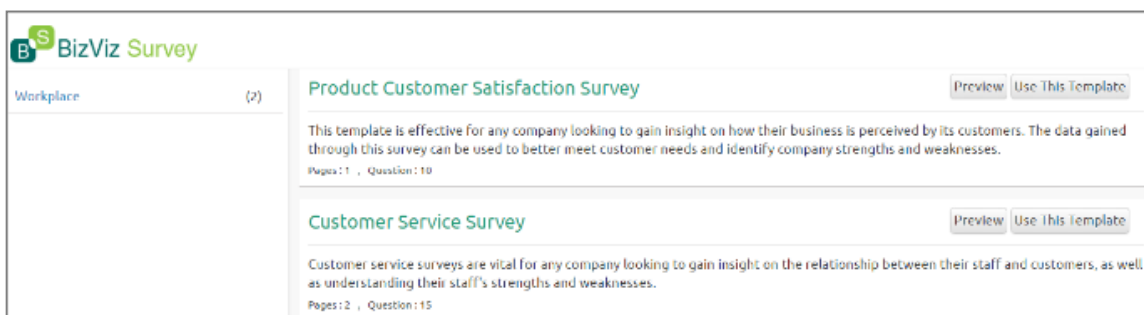 BS BizViz Survey
Workplace (2)
Product Customer Satisfaction Survey Preview Use This Template
This template is effective for any company looking to gain insight on how their business is perceived by its customers. The data gained
through this survey can be used to better meet customer needs and identify company strengths and weaknesses.
Pages: 1 , Question: 10
Customer Service Survey Preview Use This Template
Customer service surveys are vital for any company looking to gain insight on the relationship between their staff and customers, as well
as understanding their staff's strengths and weaknesses.
Pages: 2 , Question: 15